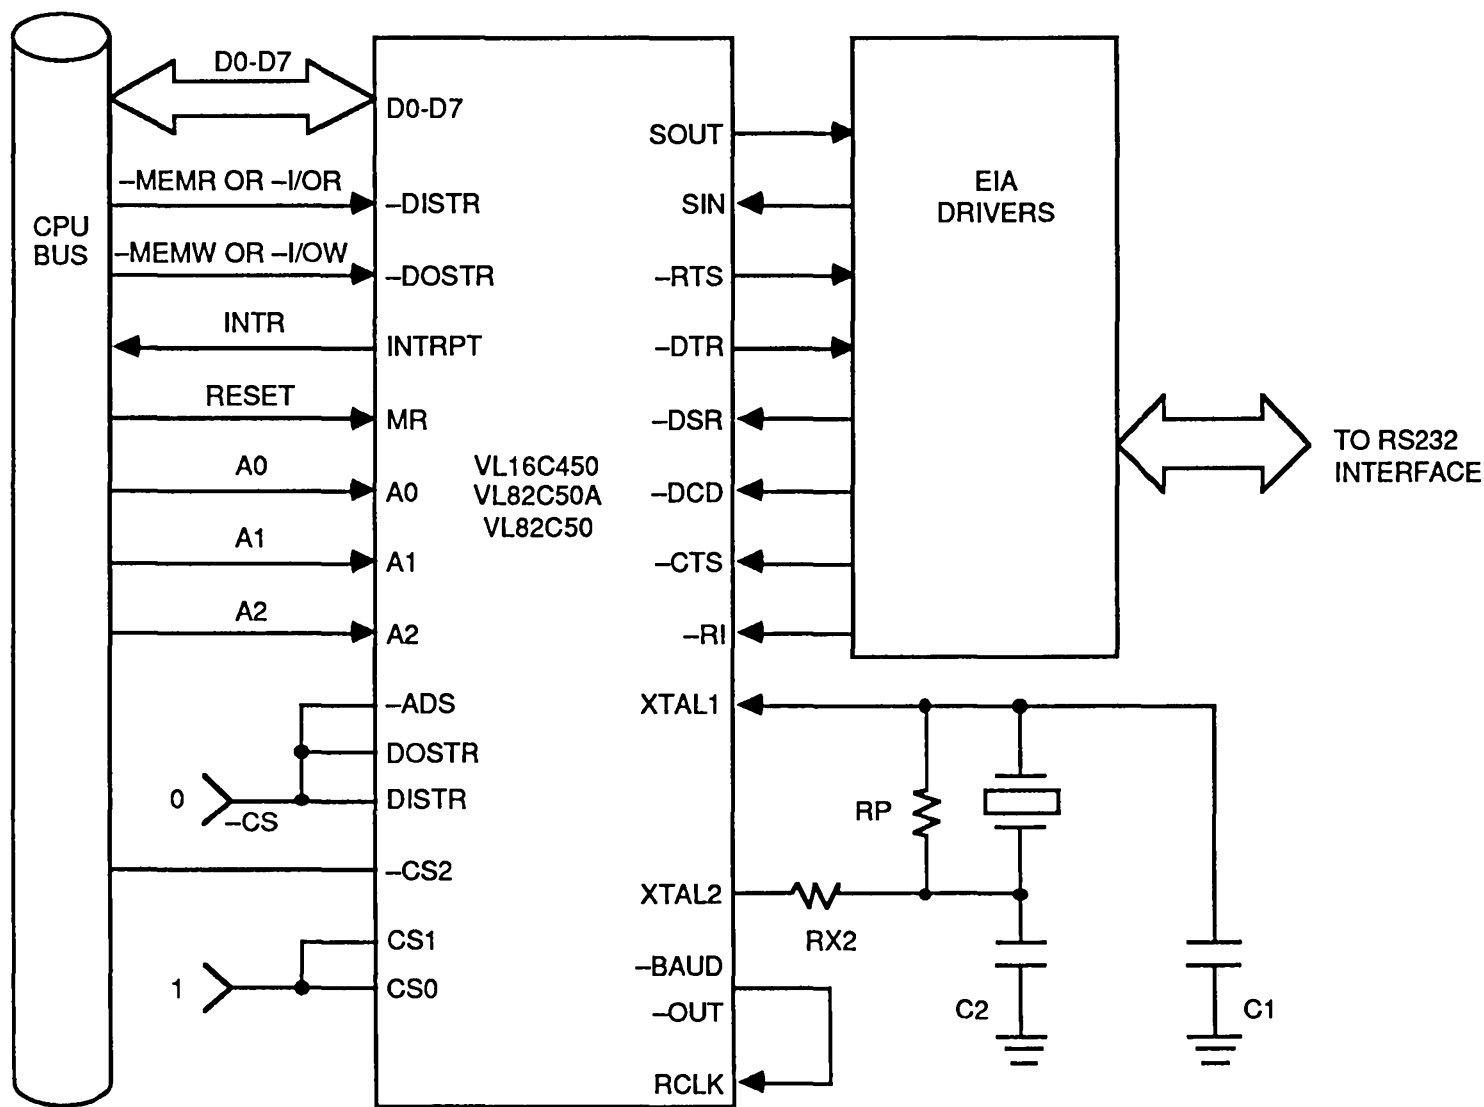 CPU
BUS
D0-D7
–MEMR OR –I/OR
–MEMW OR –I/OW
INTR
RESET
A0
A1
A2
0
–CS
1
D0-D7
–DISTR
–DOSTR
INTRPT
MR
A0
A1
A2
–ADS
DOSTR
DISTR
–CS2
CS1
CS0
VL16C450
VL82C50A
VL82C50
SOUT
SIN
–RTS
–DTR
–DSR
–DCD
–CTS
–RI
XTAL1
XTAL2
–BAUD
–OUT
RCLK
EIA
DRIVERS
TO RS232
INTERFACE
RP
RX2
C2
C1